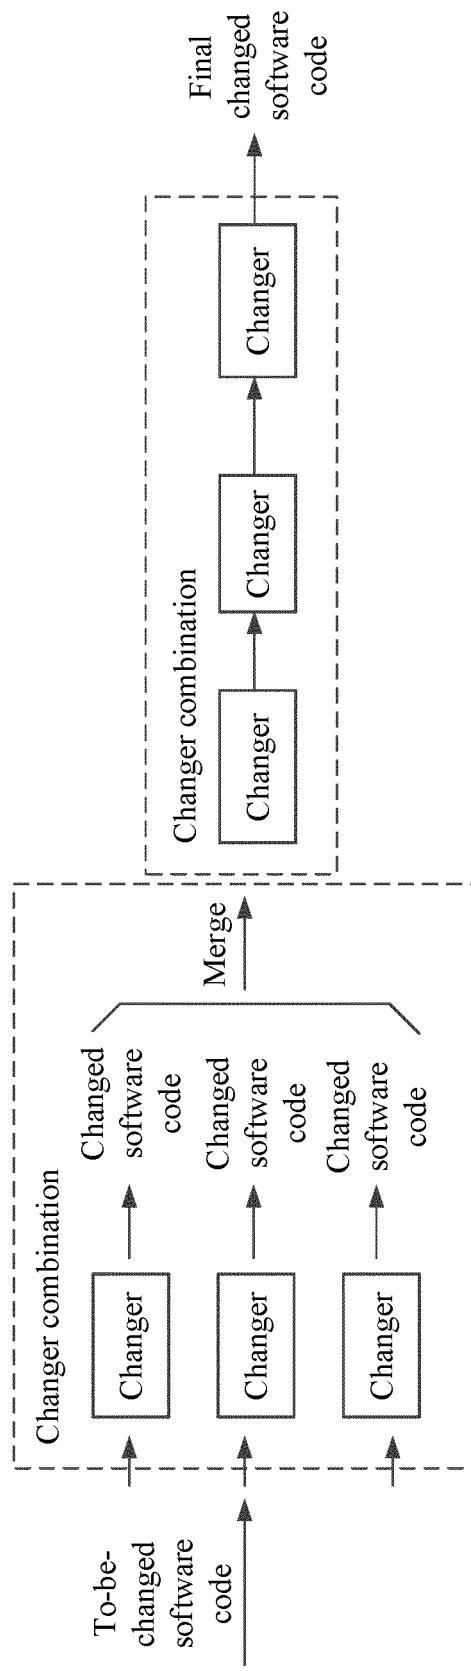 To-be-
changed
software
code
Changer combination
Changer
Changed
software
code
Changer
Changed
software
code
Changer
Changed
software
code
Merge
Changer combination
Changer
Changer
Changer
Final
changed
software
code